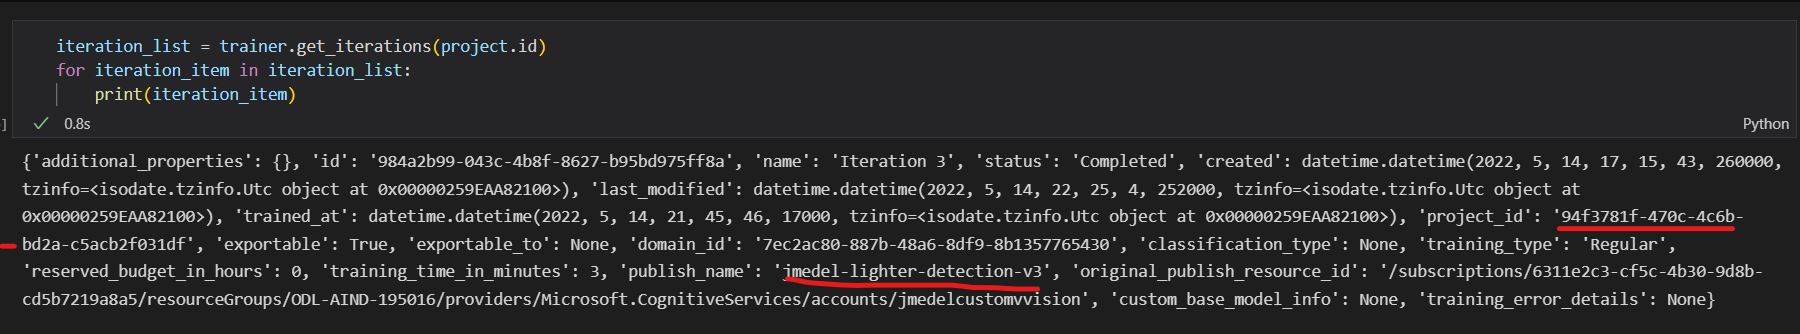 iteration_list = trainer.get_iterations(project.id)
for iteration_item in iteration_list:
    print(iteration_item)
] ✓ 0.8s Python
{'additional_properties': {}, 'id': '984a2b99-043c-4b8f-8627-b95bd975ff8a', 'name': 'Iteration 3', 'status': 'Completed', 'created': datetime.datetime(2022, 5, 14, 17, 15, 43, 260000,
tzinfo=<isodate.tzinfo.Utc object at 0x00000259EAA82100>), 'last_modified': datetime.datetime(2022, 5, 14, 22, 25, 4, 252000, tzinfo=<isodate.tzinfo.Utc object at
0x00000259EAA82100>), 'trained_at': datetime.datetime(2022, 5, 14, 21, 45, 46, 17000, tzinfo=<isodate.tzinfo.Utc object at 0x00000259EAA82100>), 'project_id': '94f3781f-470c-4c6b-
bd2a-c5acb2f031df', 'exportable': True, 'exportable_to': None, 'domain_id': '7ec2ac80-887b-48a6-8df9-8b1357765430', 'classification_type': None, 'training_type': 'Regular',
'reserved_budget_in_hours': 0, 'training_time_in_minutes': 3, 'publish_name': 'jmedel-lighter-detection-v3', 'original_publish_resource_id': '/subscriptions/6311e2c3-cf5c-4b30-9d8b-
cd5b7219a8a5/resourceGroups/ODL-AIND-195016/providers/Microsoft.CognitiveServices/accounts/jmedelcustomvvision', 'custom_base_model_info': None, 'training_error_details': None}